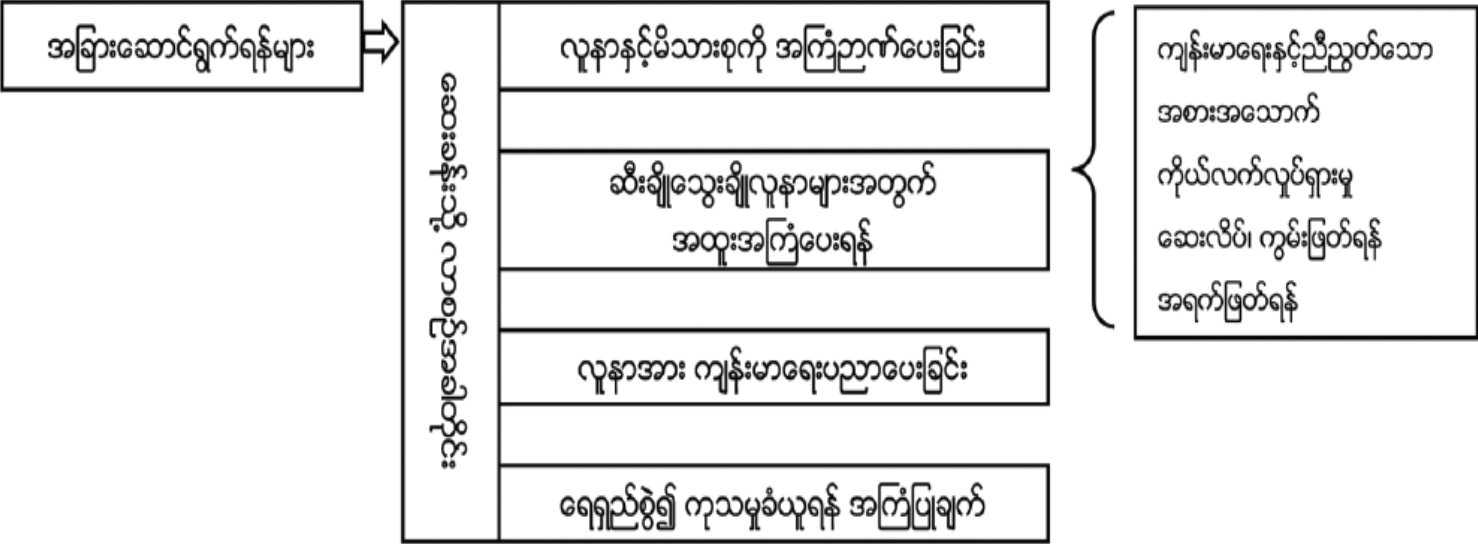 အခြားဆောင်ရွက်ရန်များ
လူနာနှင့်မိသားစုကို အကြံဉာဏ်ပေးခြင်း
ဆီးချိုသွေးချိုလူနာများအတွက်
အထူးအကြံပေးရန်
လူနာအား ကျန်းမာရေးပညာပေးခြင်း
ရေရှည်စွဲ၍ ကုသမှုခံယူရန် အကြံပြုချက်
ကျန်းမာရေးနှင့်ညီညွတ်သော
အစားအသောက်
ကိုယ်လက်လှုပ်ရှားမှု
ဆေးလိပ်၊ ကွမ်းဖြတ်ရန်
အရက်ဖြတ်ရန်